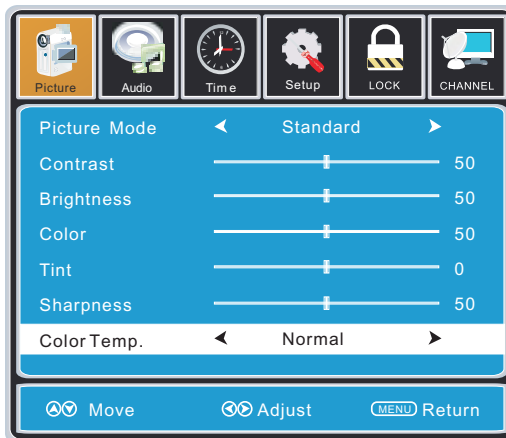 Picture Audio Time Setup LOCK CHANNEL
Picture Mode Standard
Contrast 50
Brightness 50
Color 50
Tint 0
Sharpness 50
Color Temp. Normal
Move Adjust MENU Return